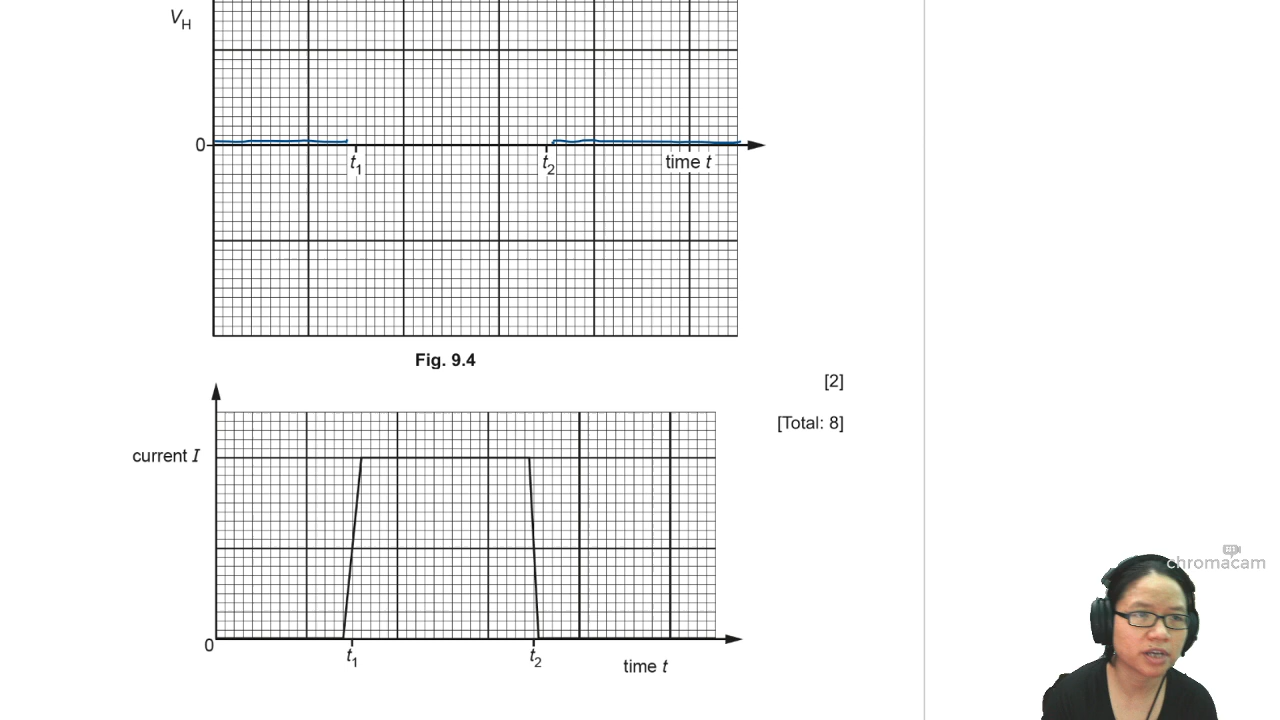 V_H
0
t_1
t_2
time t
Fig. 9.4
[2]
[Total: 8]
current I
0
t_1
t_2
time t
chromacam